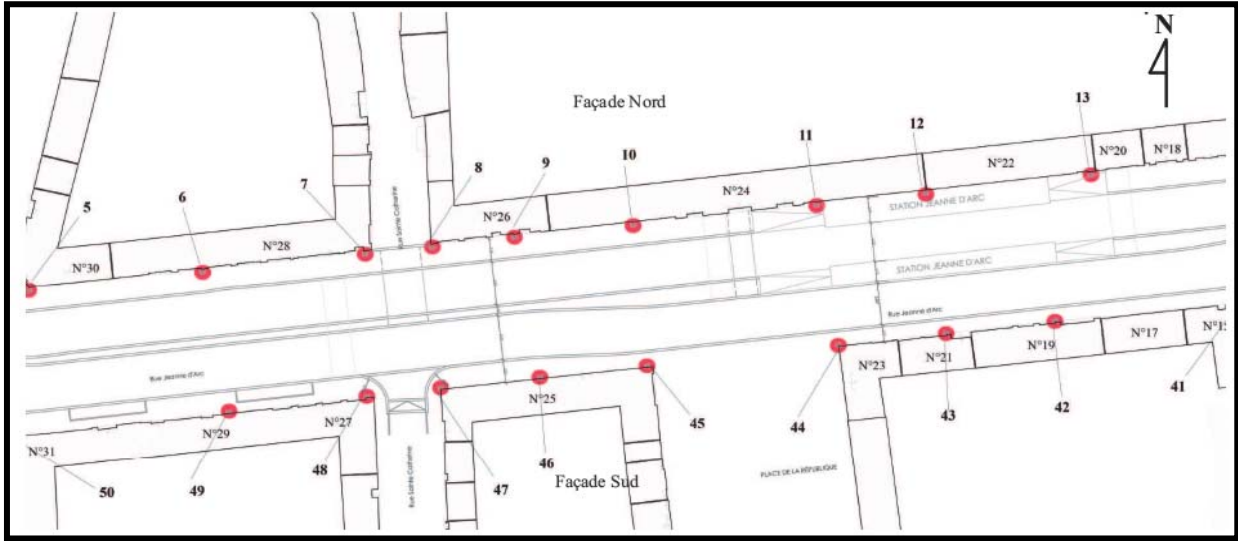 N
Façade Nord
13
12
11
10
9
8
7
6
5
N°20
N°18
N°22
N°24
N°26
N°28
N°30
Rue Sainte Catherine
STATION JEANNE D'ARC
STATION JEANNE D'ARC
Rue Jeanne d'Arc
Rue Jeanne d'Arc
N°15
N°17
N°19
N°21
N°23
N°25
N°27
N°29
N°31
41
42
43
44
45
46
47
48
49
50
Rue Sainte Catherine
Façade Sud
PLACE DE LA RÉPUBLIQUE